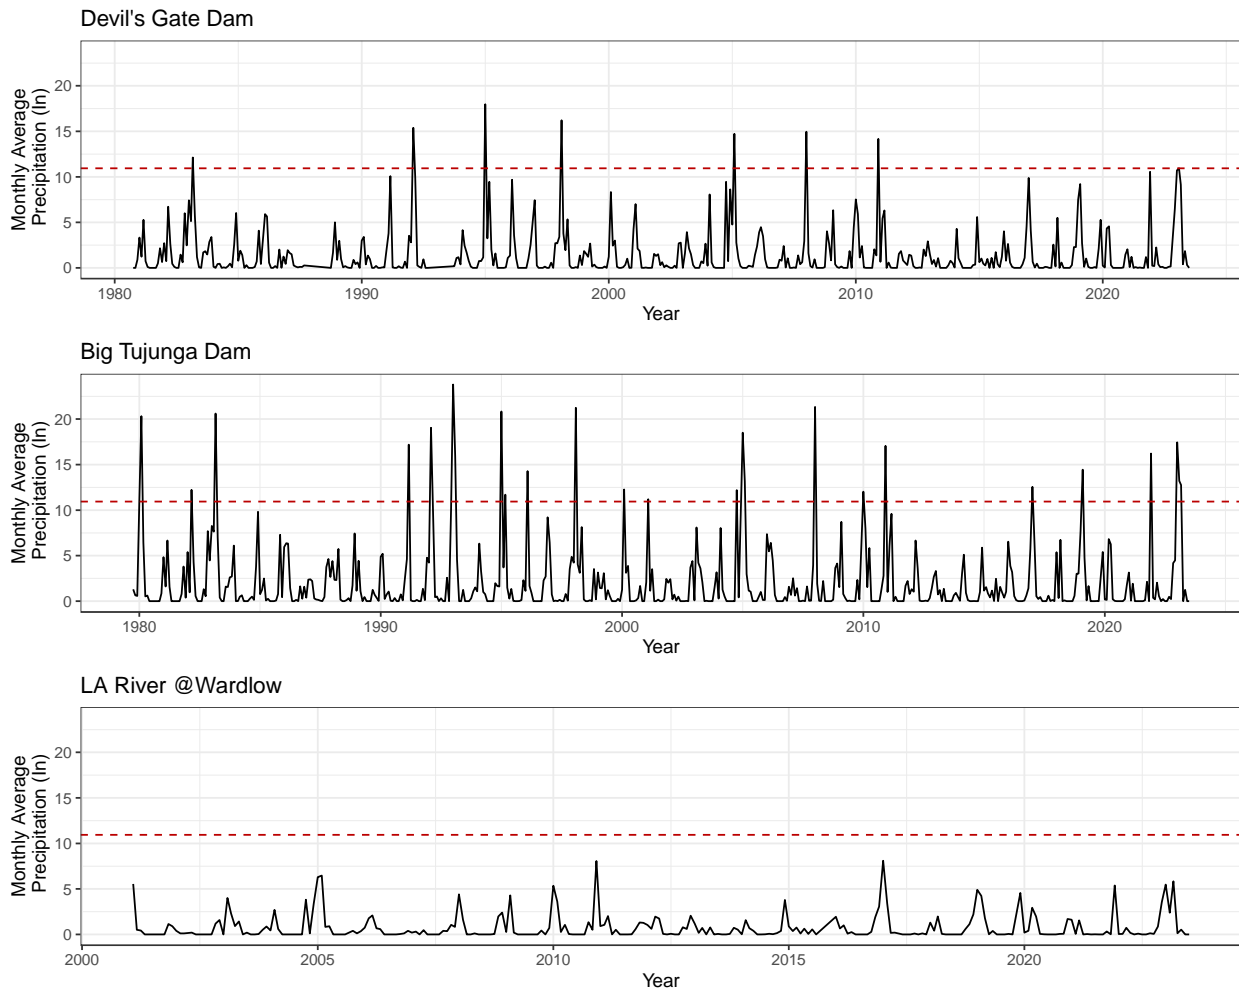 Devil's Gate Dam
Monthly Average
Precipitation (In)
20
15
10
5
0
1980
1990
2000
2010
2020
Year
Big Tujunga Dam
Monthly Average
Precipitation (In)
20
15
10
5
0
1980
1990
2000
2010
2020
Year
LA River @Wardlow
Monthly Average
Precipitation (In)
20
15
10
5
0
2000
2005
2010
2015
2020
Year